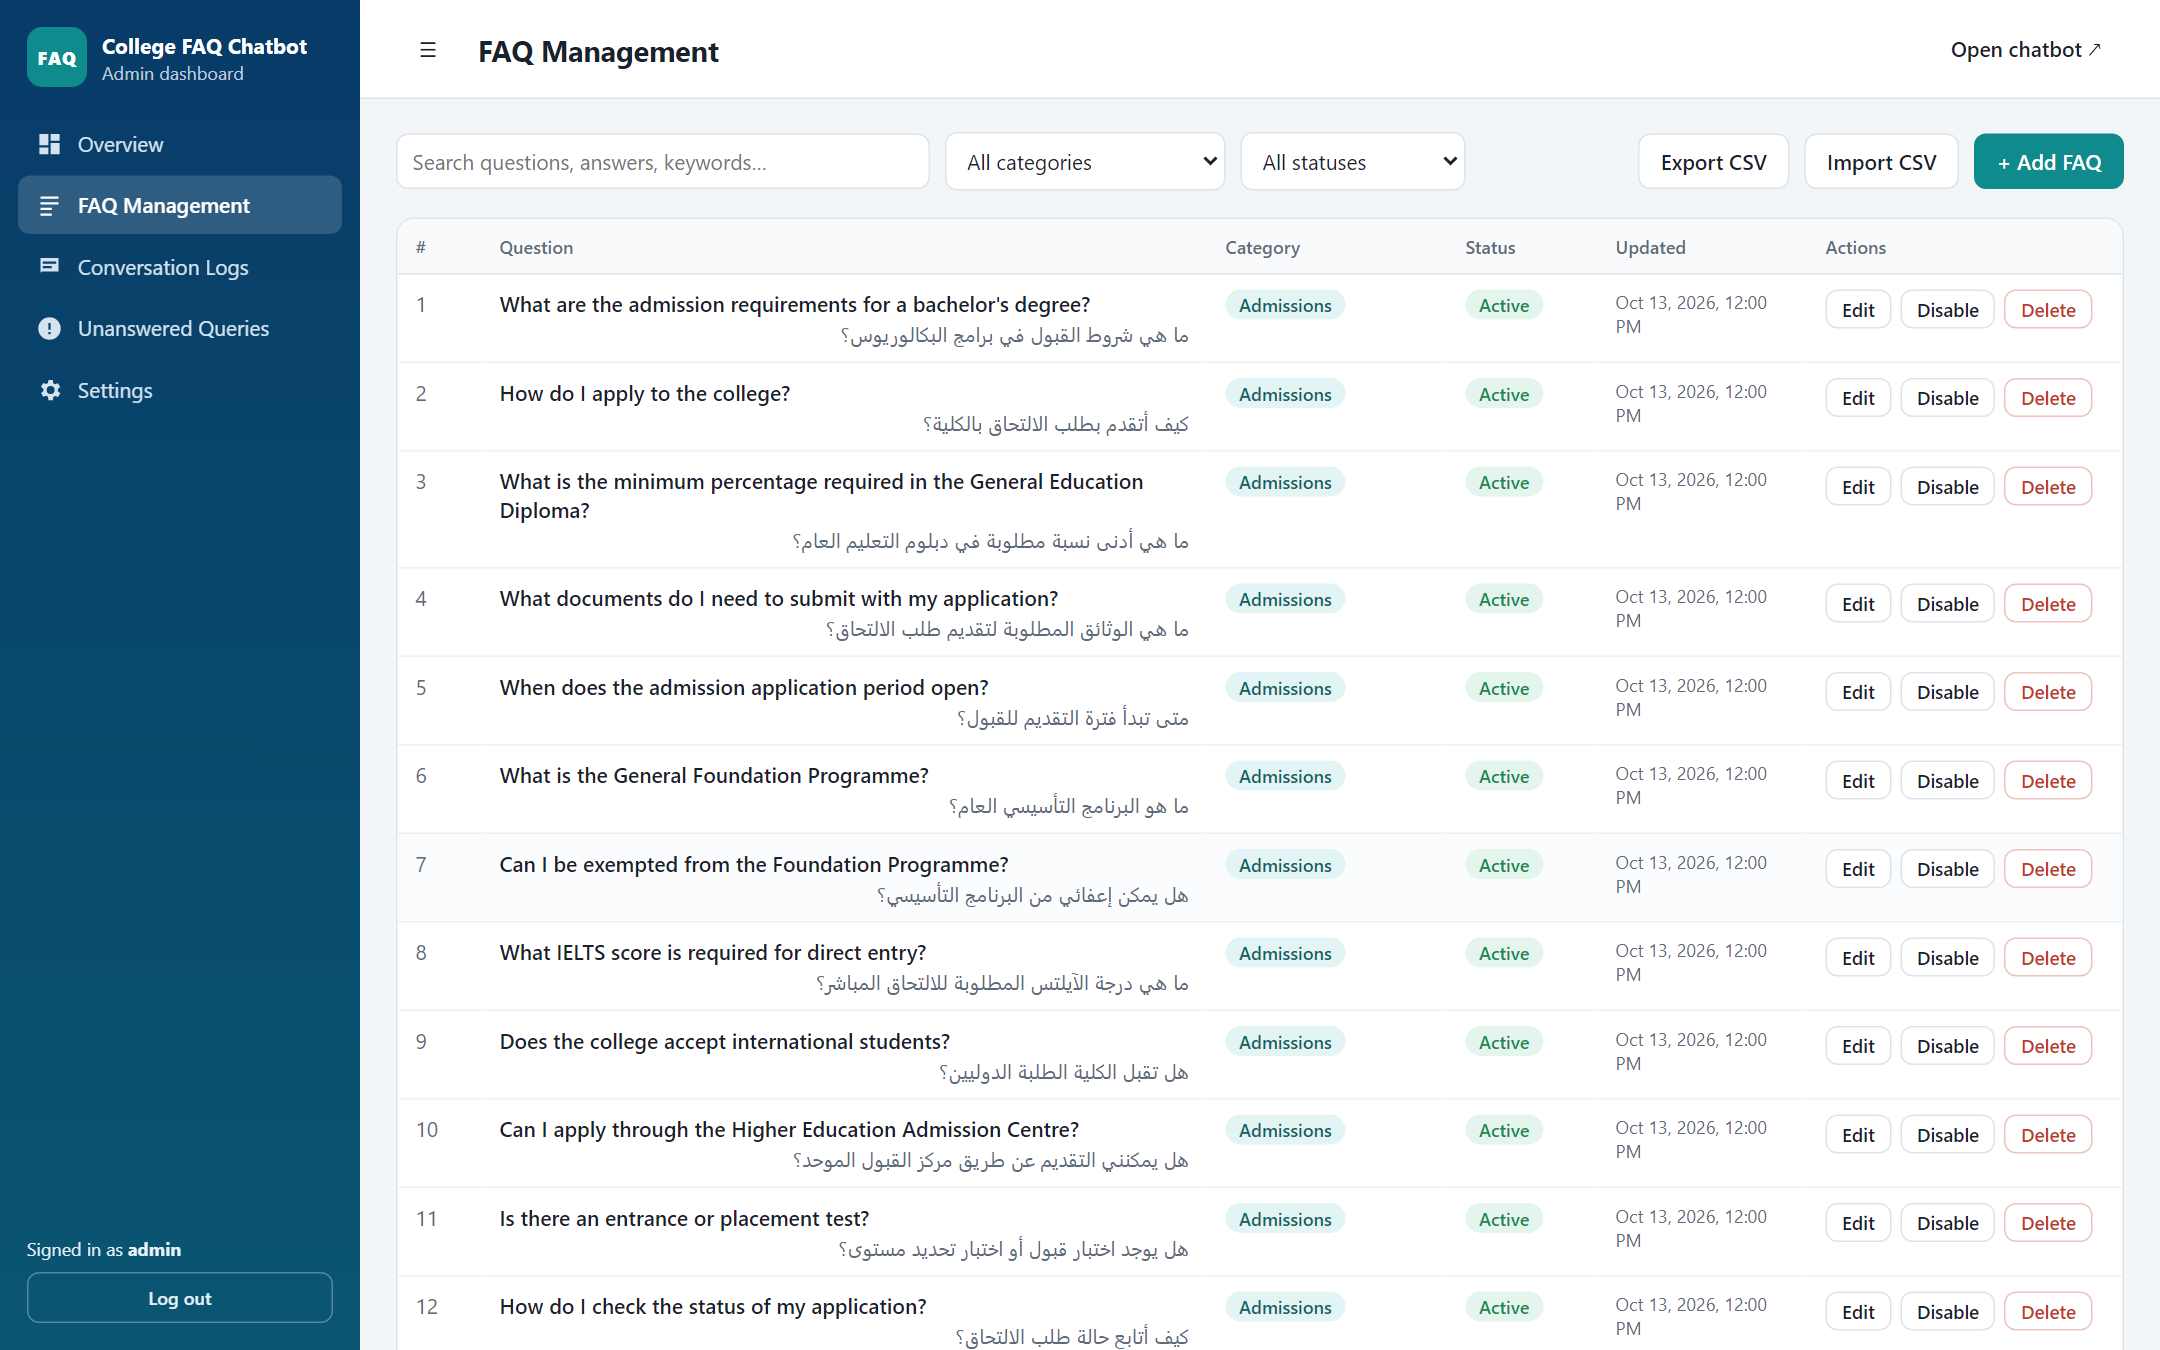 FAQ
College FAQ Chatbot
Admin dashboard
Overview
FAQ Management
Conversation Logs
Unanswered Queries
Settings
Signed in as admin
Log out
☰ FAQ Management Open chatbot ↗
Search questions, answers, keywords... All categories All statuses Export CSV Import CSV + Add FAQ
# Question Category Status Updated Actions
1 What are the admission requirements for a bachelor's degree? Admissions Active Oct 13, 2026, 12:00 PM Edit Disable Delete
ما هي شروط القبول في برامج البكالوريوس؟
2 How do I apply to the college? Admissions Active Oct 13, 2026, 12:00 PM Edit Disable Delete
كيف أتقدم بطلب الالتحاق بالكلية؟
3 What is the minimum percentage required in the General Education Admissions Active Oct 13, 2026, 12:00 PM Edit Disable Delete
Diploma?
ما هي أدنى نسبة مطلوبة في دبلوم التعليم العام؟
4 What documents do I need to submit with my application? Admissions Active Oct 13, 2026, 12:00 PM Edit Disable Delete
ما هي الوثائق المطلوبة لتقديم طلب الالتحاق؟
5 When does the admission application period open? Admissions Active Oct 13, 2026, 12:00 PM Edit Disable Delete
متى تبدأ فترة التقديم للقبول؟
6 What is the General Foundation Programme? Admissions Active Oct 13, 2026, 12:00 PM Edit Disable Delete
ما هو البرنامج التأسيسي العام؟
7 Can I be exempted from the Foundation Programme? Admissions Active Oct 13, 2026, 12:00 PM Edit Disable Delete
هل يمكن إعفائي من البرنامج التأسيسي؟
8 What IELTS score is required for direct entry? Admissions Active Oct 13, 2026, 12:00 PM Edit Disable Delete
ما هي درجة الآيلتس المطلوبة للالتحاق المباشر؟
9 Does the college accept international students? Admissions Active Oct 13, 2026, 12:00 PM Edit Disable Delete
هل تقبل الكلية الطلبة الدوليين؟
10 Can I apply through the Higher Education Admission Centre? Admissions Active Oct 13, 2026, 12:00 PM Edit Disable Delete
هل يمكنني التقديم عن طريق مركز القبول الموحد؟
11 Is there an entrance or placement test? Admissions Active Oct 13, 2026, 12:00 PM Edit Disable Delete
هل يوجد اختبار قبول أو اختبار تحديد مستوى؟
12 How do I check the status of my application? Admissions Active Oct 13, 2026, 12:00 PM Edit Disable Delete
كيف أتابع حالة طلب الالتحاق؟